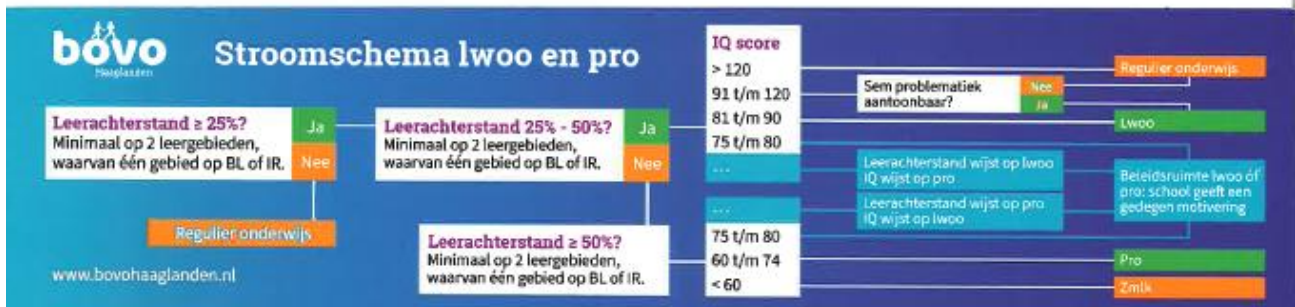 bovo
Haaglanden
Stroomschema lwoo en pro
Leerachterstand ≥ 25%?
Minimaal op 2 leergebieden,
waarvan één gebied op BL of IR.
Ja
Nee
Regulier onderwijs
www.bovohaaglanden.nl
Leerachterstand 25% - 50%?
Minimaal op 2 leergebieden,
waarvan één gebied op BL of IR.
Ja
Nee
Leerachterstand ≥ 50%?
Minimaal op 2 leergebieden,
waarvan één gebied op BL of IR.
IQ score
> 120
91 t/m 120
81 t/m 90
75 t/m 80
...
...
75 t/m 80
60 t/m 74
< 60
Sem problematiek
aantoonbaar?
Nee
Ja
Leerachterstand wijst op lwoo
IQ wijst op pro
Leerachterstand wijst op pro
IQ wijst op lwoo
Regulier onderwijs
Lwoo
Beleidsruimte lwoo óf
pro: school geeft een
gedegen motivering
Pro
Zmlk